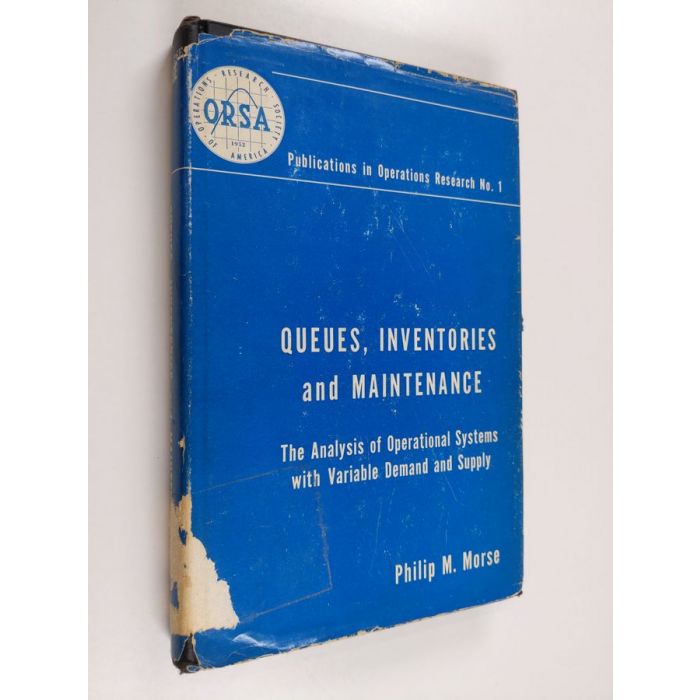 OPERATIONS · RESEARCH · SOCIETY OF AMERICA
ORSA
1952
Publications in Operations Research No. 1
QUEUES, INVENTORIES
and MAINTENANCE
The Analysis of Operational Systems
with Variable Demand and Supply
Philip M. Morse